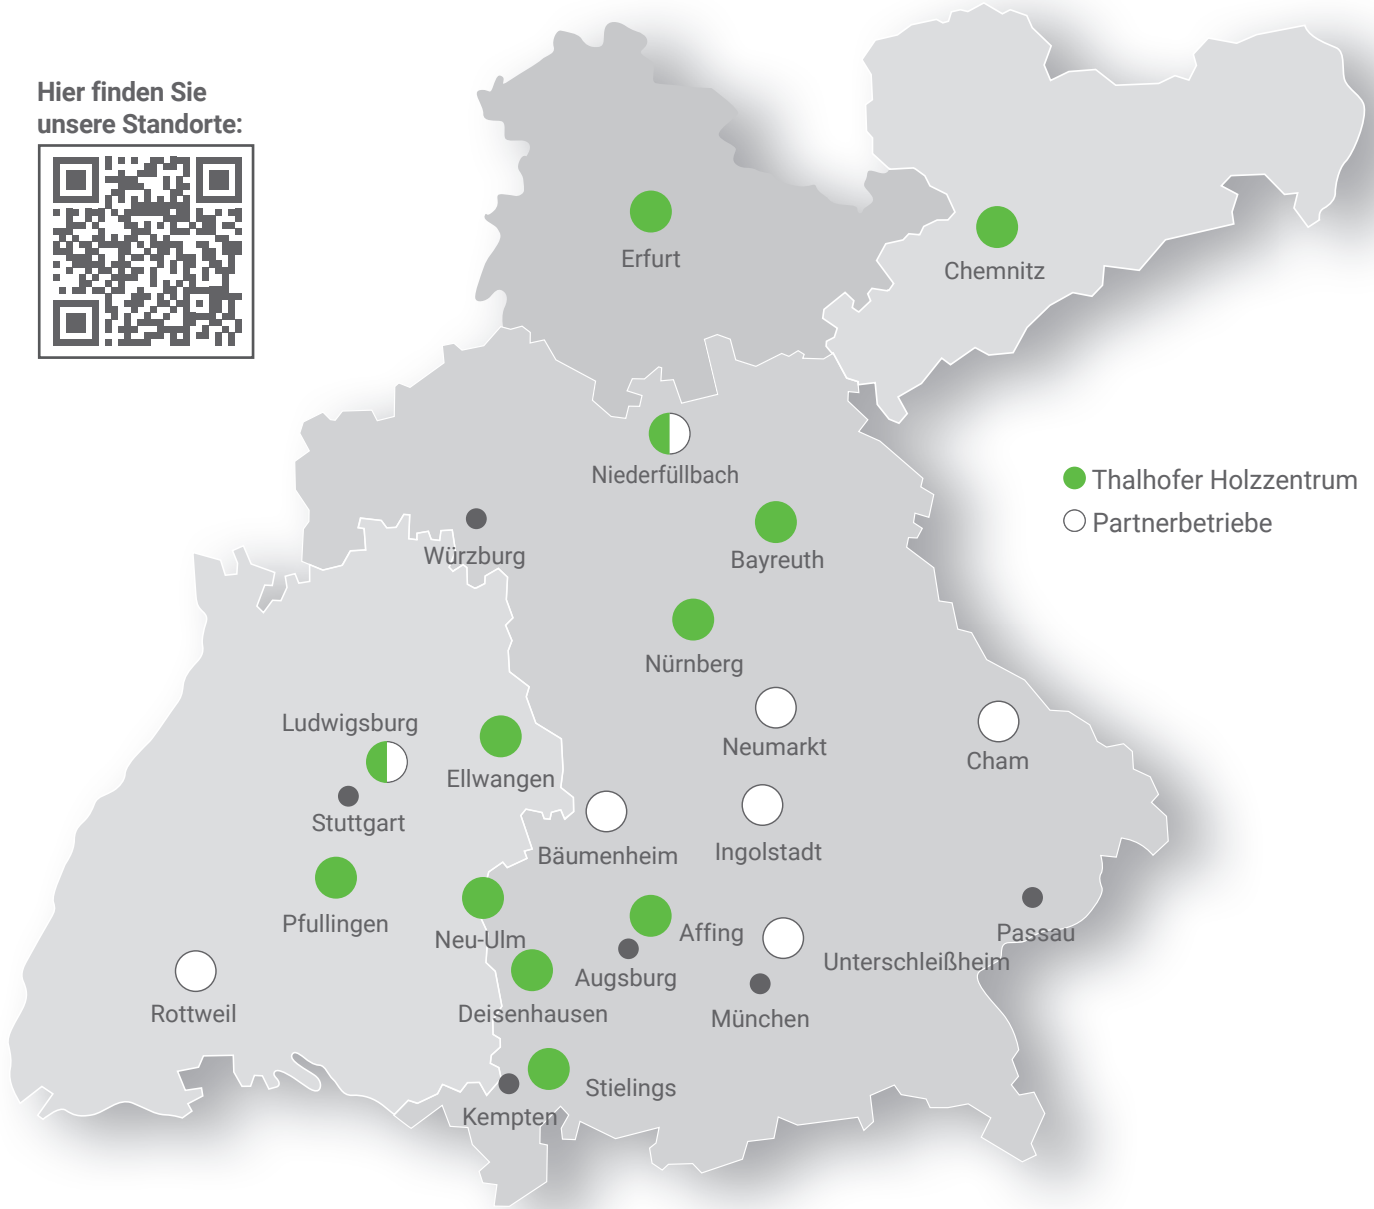 Hier finden Sie
unsere Standorte:
Erfurt
Chemnitz
Niederfüllbach
Thalhofer Holzzentrum
Partnerbetriebe
Würzburg
Bayreuth
Nürnberg
Ludwigsburg
Neumarkt
Cham
Ellwangen
Stuttgart
Bäumenheim
Ingolstadt
Pfullingen
Neu-Ulm
Affing
Passau
Unterschleißheim
Augsburg
Rottweil
Deisenhausen
München
Stielings
Kempten